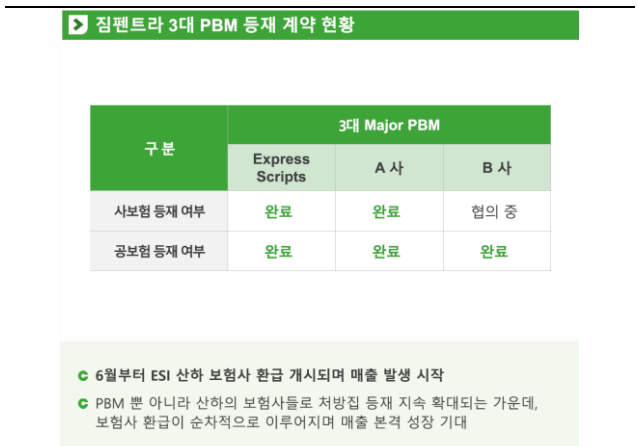 짐펜트라 3대 PBM 등재 계약 현황
구 분
3대 Major PBM
Express
Scripts
A 사
B 사
사보험 등재 여부
완료
완료
협의 중
공보험 등재 여부
완료
완료
완료
6월부터 ESI 산하 보험사 환급 개시되며 매출 발생 시작
PBM 뿐 아니라 산하의 보험사들로 처방집 등재 지속 확대되는 가운데,
보험사 환급이 순차적으로 이루어지며 매출 본격 성장 기대